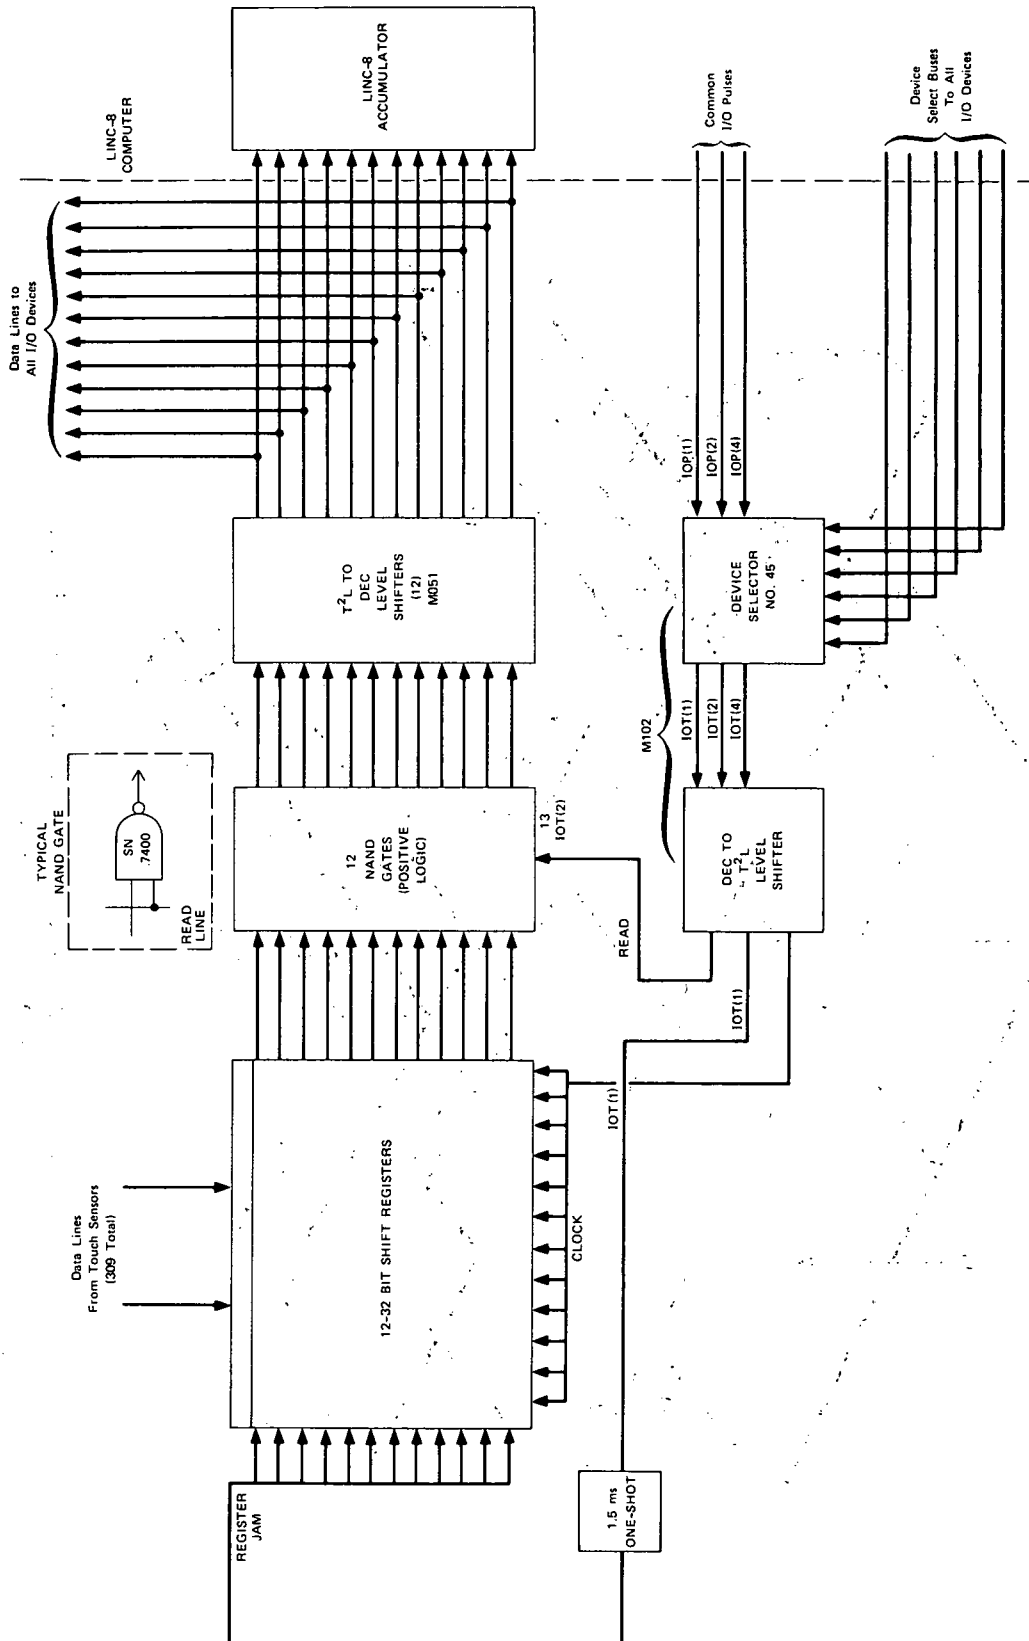 LINC-8
COMPUTER
LINC-8
ACCUMULATOR
Data Lines to
All I/O Devices
Common
I/O Pulses
Device
Select Buses
To All
I/O Devices
T²L TO
DEC
LEVEL
SHIFTERS
(12)
M051
IOP(1)
IOP(2)
IOP(4)
DEVICE
SELECTOR
NO. 45
M102
IOT(1)
IOT(2)
IOT(4)
TYPICAL
NAND GATE
SN
7400
READ
LINE
12
NAND
GATES
(POSITIVE
LOGIC)
13
IOT(2)
READ
DEC TO
T²L
LEVEL
SHIFTER
IOT(1)
Data Lines
From Touch Sensors
(309 Total)
12-32 BIT SHIFT REGISTERS
CLOCK
IOT(1)
REGISTER
JAM
1.5 ms
ONE-SHOT